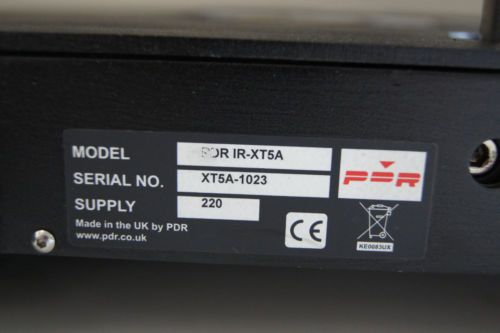 MODEL PDR IR-XT5A
SERIAL NO. XT5A-1023
SUPPLY 220
Made in the UK by PDR
www.pdr.co.uk
PDR
CE
KE0083UX